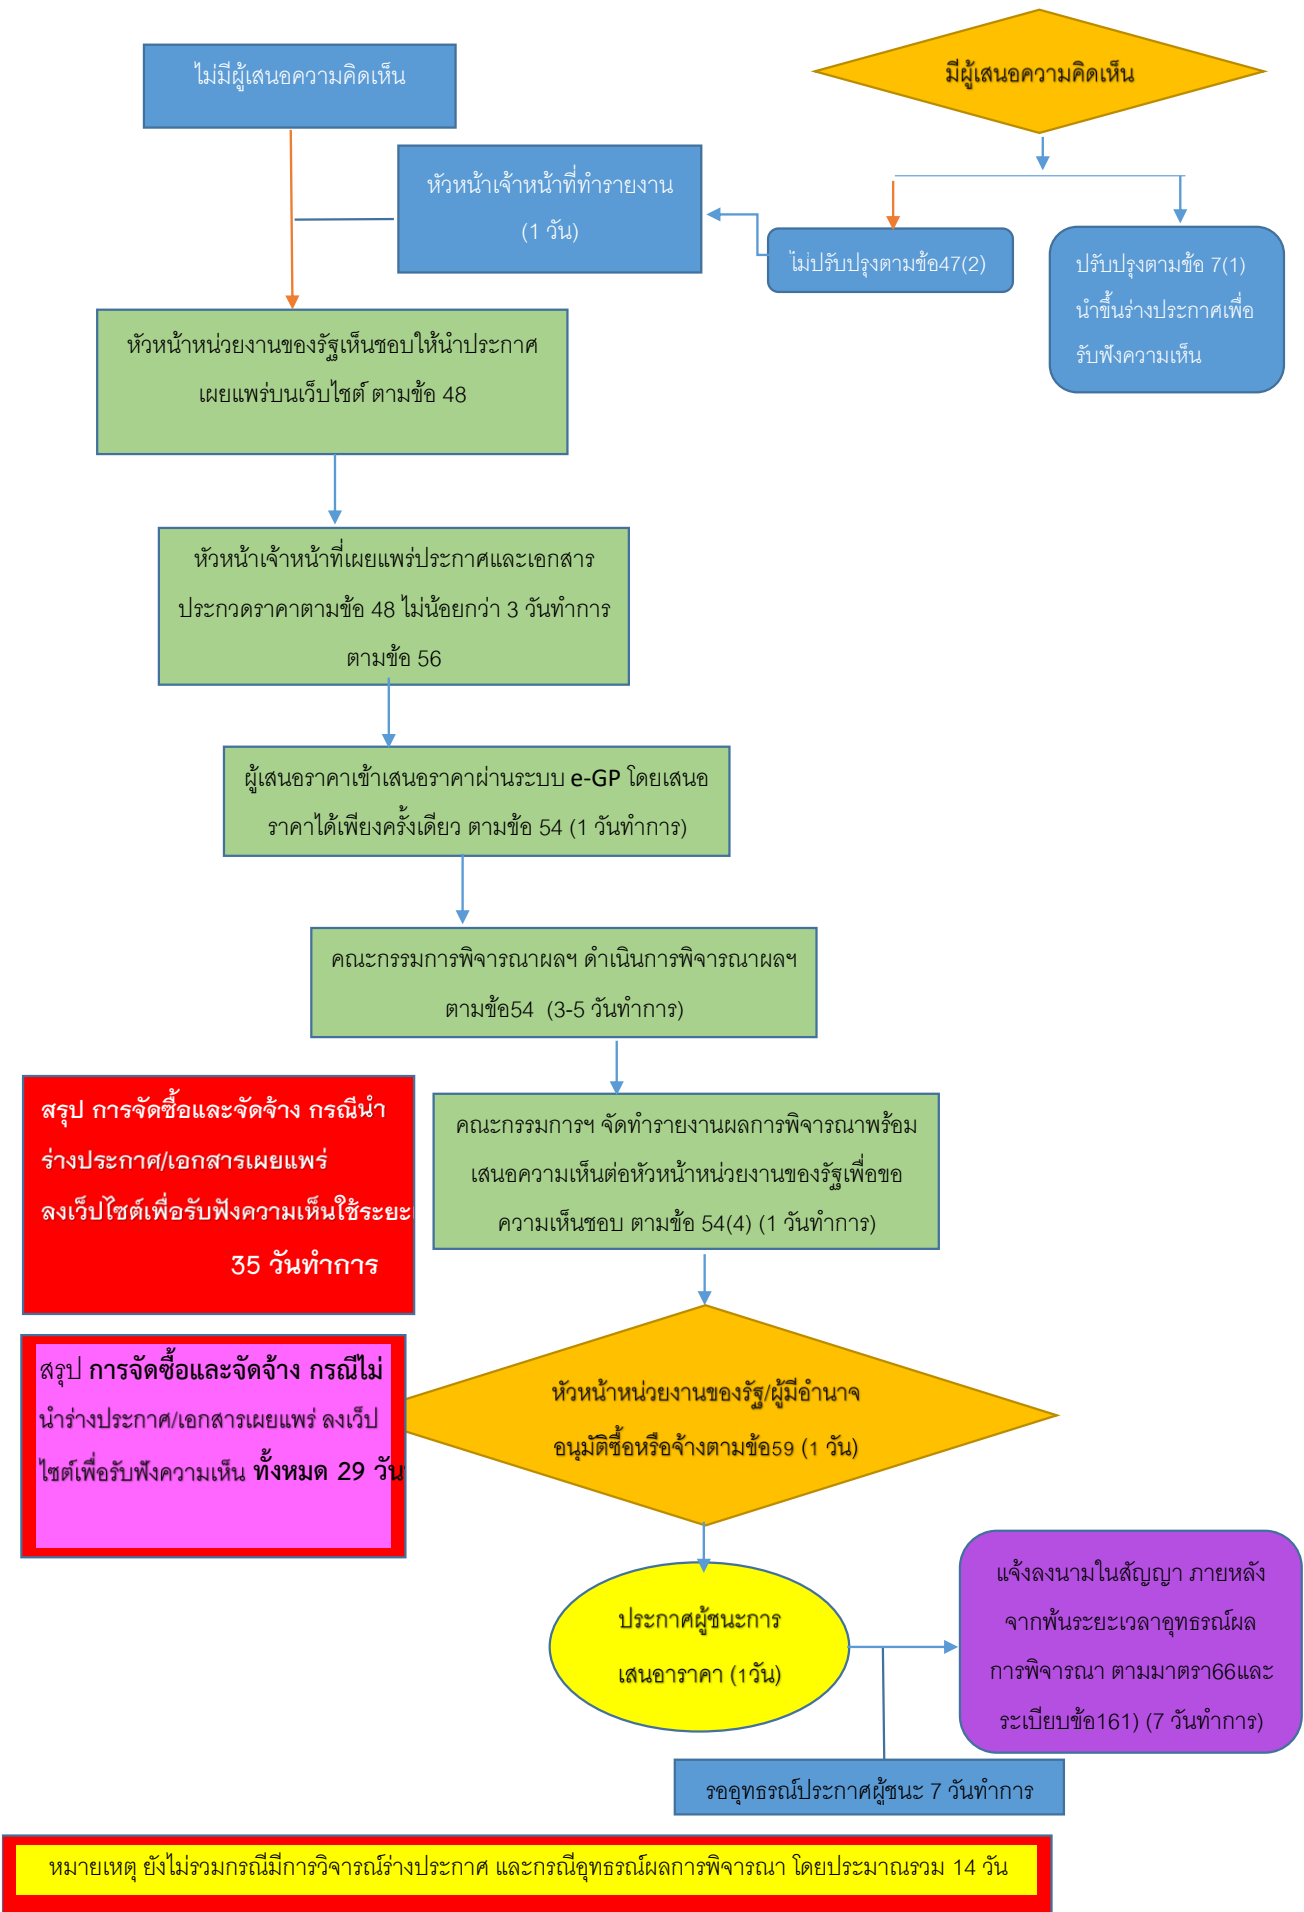 ไม่มีผู้เสนอความคิดเห็น
มีผู้เสนอความคิดเห็น
หัวหน้าเจ้าหน้าที่ทำรายงาน
(1 วัน)
ไม่ปรับปรุงตามข้อ47(2)
ปรับปรุงตามข้อ 7(1)
นำขึ้นร่างประกาศเพื่อ
รับฟังความเห็น
หัวหน้าหน่วยงานของรัฐเห็นชอบให้นำประกาศ
เผยแพร่บนเว็บไซต์ ตามข้อ 48
หัวหน้าเจ้าหน้าที่เผยแพร่ประกาศและเอกสาร
ประกวดราคาตามข้อ 48 ไม่น้อยกว่า 3 วันทำการ
ตามข้อ 56
ผู้เสนอราคาเข้าเสนอราคาผ่านระบบ e-GP โดยเสนอ
ราคาได้เพียงครั้งเดียว ตามข้อ 54 (1 วันทำการ)
คณะกรรมการพิจารณาผลฯ ดำเนินการพิจารณาผลฯ
ตามข้อ54 (3-5 วันทำการ)
สรุป การจัดซื้อและจัดจ้าง กรณีนำ
ร่างประกาศ/เอกสารเผยแพร่
ลงเว็ปไซต์เพื่อรับฟังความเห็นใช้ระยะ
35 วันทำการ
คณะกรรมการฯ จัดทำรายงานผลการพิจารณาพร้อม
เสนอความเห็นต่อหัวหน้าหน่วยงานของรัฐเพื่อขอ
ความเห็นชอบ ตามข้อ 54(4) (1 วันทำการ)
สรุป การจัดซื้อและจัดจ้าง กรณีไม่
นำร่างประกาศ/เอกสารเผยแพร่ ลงเว็ป
ไซต์เพื่อรับฟังความเห็น ทั้งหมด 29 วัน
หัวหน้าหน่วยงานของรัฐ/ผู้มีอำนาจ
อนุมัติซื้อหรือจ้างตามข้อ59 (1 วัน)
ประกาศผู้ชนะการ
เสนอาราคา (1วัน)
แจ้งลงนามในสัญญา ภายหลัง
จากพ้นระยะเวลาอุทธรณ์ผล
การพิจารณา ตามมาตรา66และ
ระเบียบข้อ161) (7 วันทำการ)
รออุทธรณ์ประกาศผู้ชนะ 7 วันทำการ
หมายเหตุ ยังไม่รวมกรณีมีการวิจารณ์ร่างประกาศ และกรณีอุทธรณ์ผลการพิจารณา โดยประมาณรวม 14 วัน